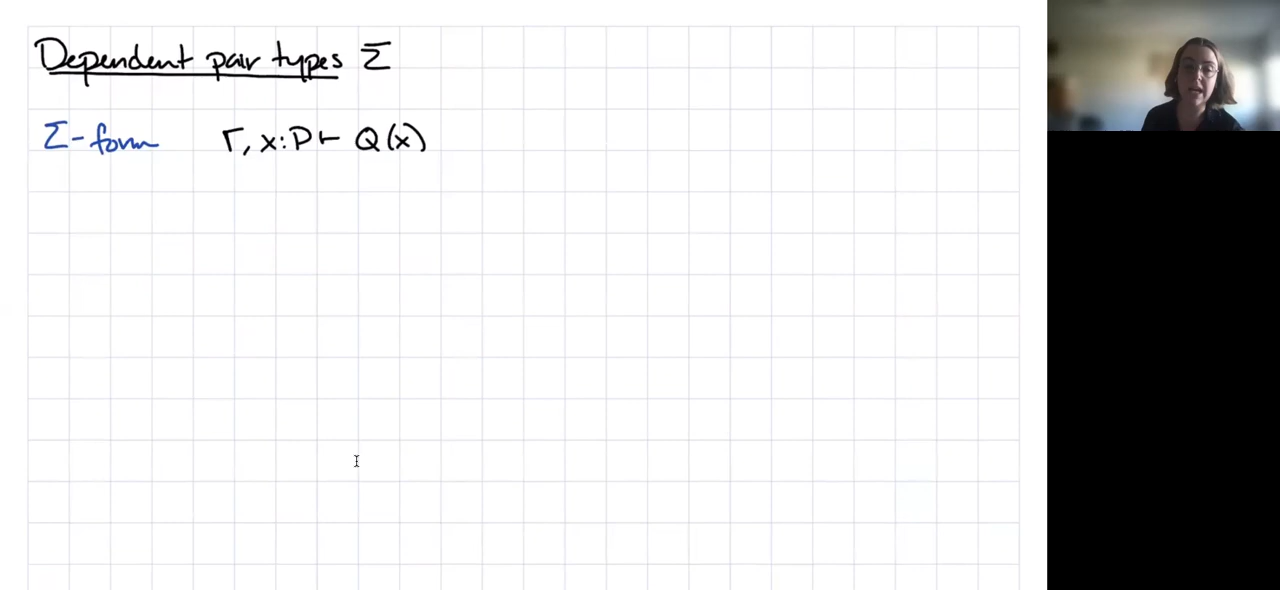 Dependent pair types Σ
Σ-form Γ, x:P ⊢ Q(x)